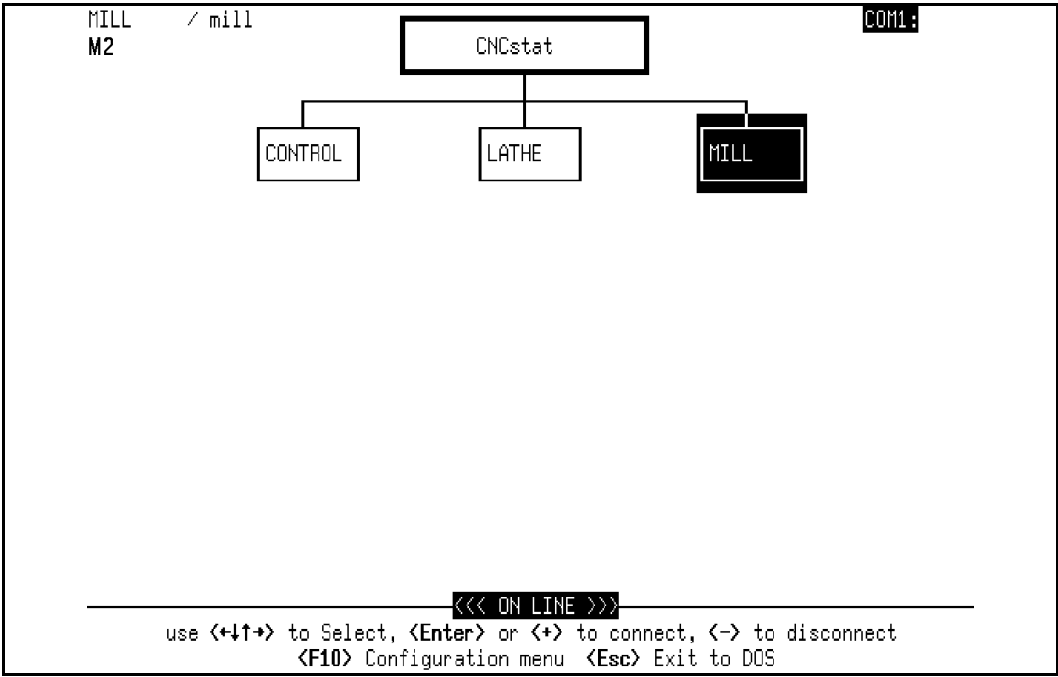 MILL / mill COM1:
M2
CNCstat
CONTROL LATHE MILL
<<< ON LINE >>>
use <←↓↑→> to Select, <Enter> or <+> to connect, <-> to disconnect
<F10> Configuration menu <Esc> Exit to DOS